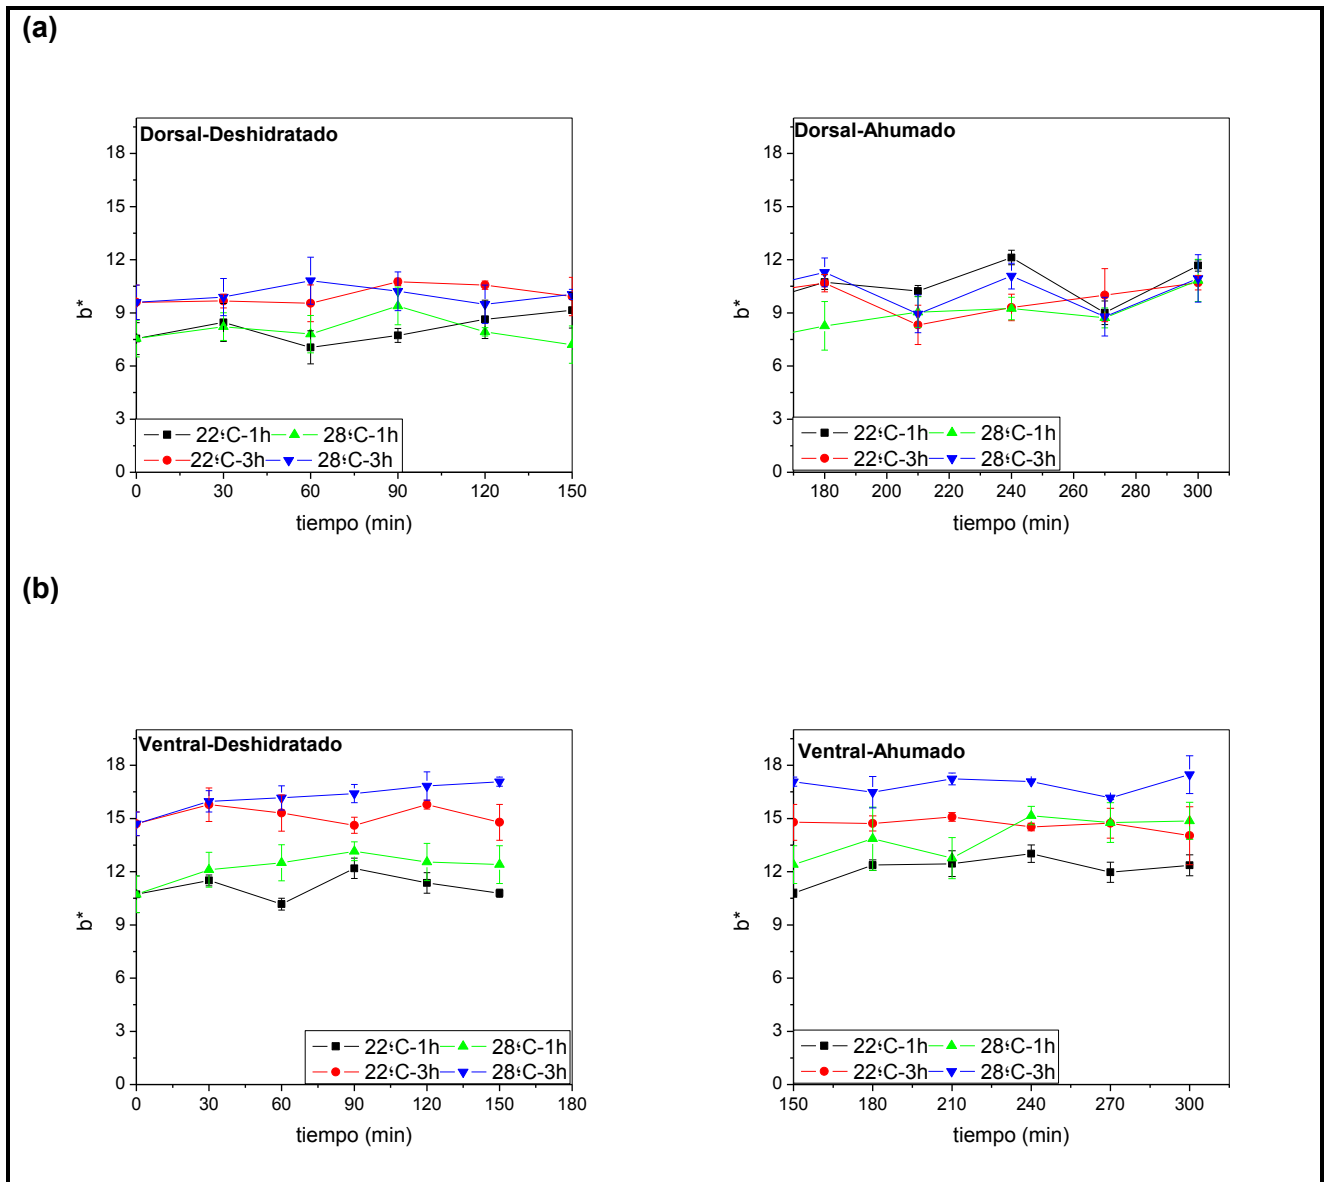 (a)
Dorsal-Deshidratado
18
15
12
9
6
3
0
b*
22¡C-1h
28¡C-1h
22¡C-3h
28¡C-3h
0 30 60 90 120 150
tiempo (min)
Dorsal-Ahumado
18
15
12
9
6
3
0
b*
22¡C-1h
28¡C-1h
22¡C-3h
28¡C-3h
180 200 220 240 260 280 300
tiempo (min)
(b)
Ventral-Deshidratado
18
15
12
9
6
3
0
b*
22¡C-1h
28¡C-1h
22¡C-3h
28¡C-3h
0 30 60 90 120 150 180
tiempo (min)
Ventral-Ahumado
18
15
12
9
6
3
0
b*
22¡C-1h
28¡C-1h
22¡C-3h
28¡C-3h
150 180 210 240 270 300
tiempo (min)